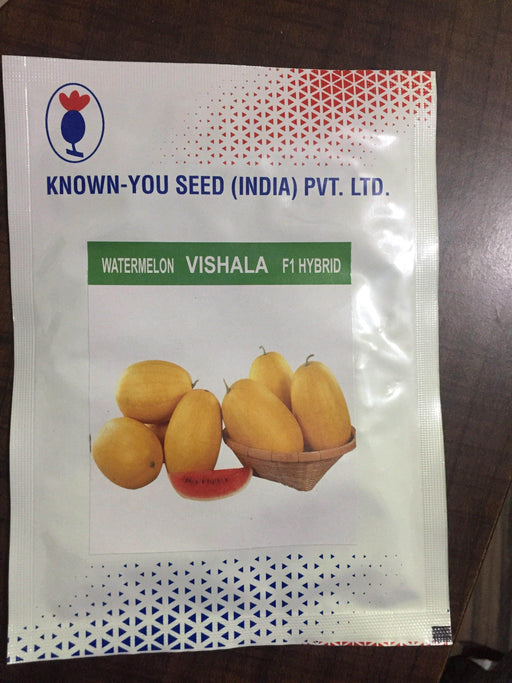 KNOWN-YOU SEED (INDIA) PVT. LTD.
WATERMELON VISHALA F1 HYBRID